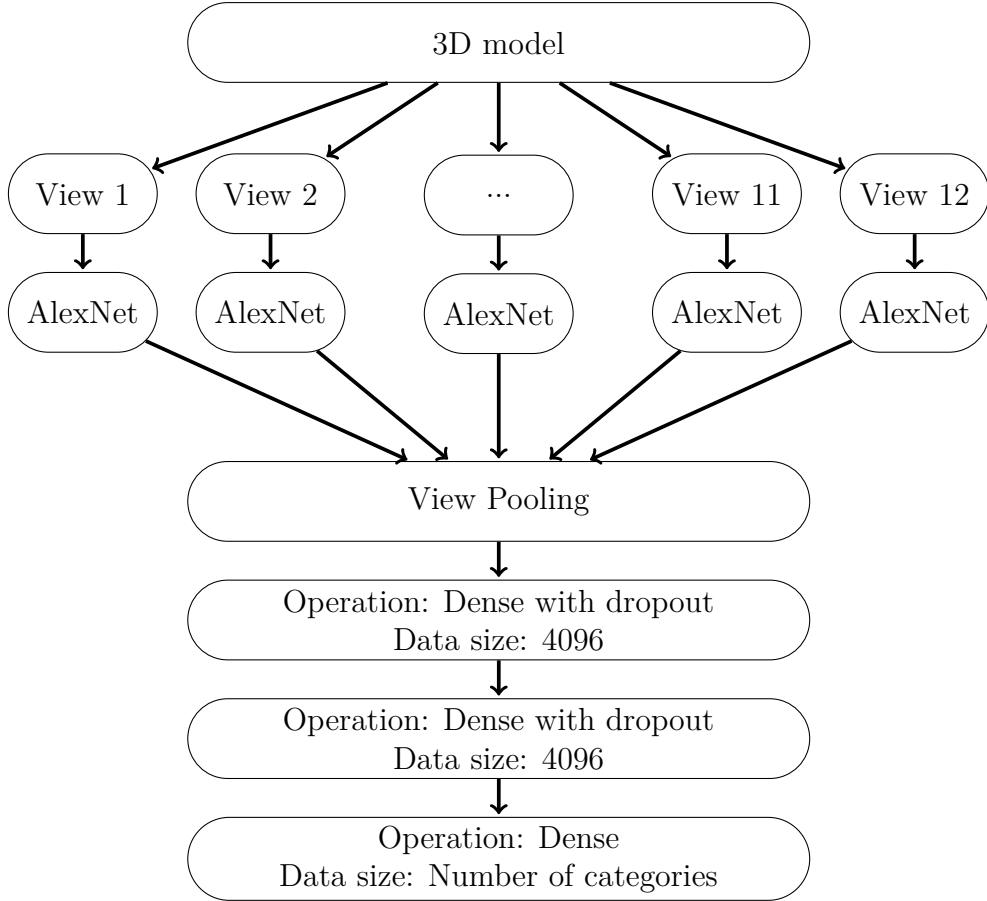 3D model
View 1
View 2
...
View 11
View 12
AlexNet
AlexNet
AlexNet
AlexNet
AlexNet
View Pooling
Operation: Dense with dropout
Data size: 4096
Operation: Dense with dropout
Data size: 4096
Operation: Dense
Data size: Number of categories